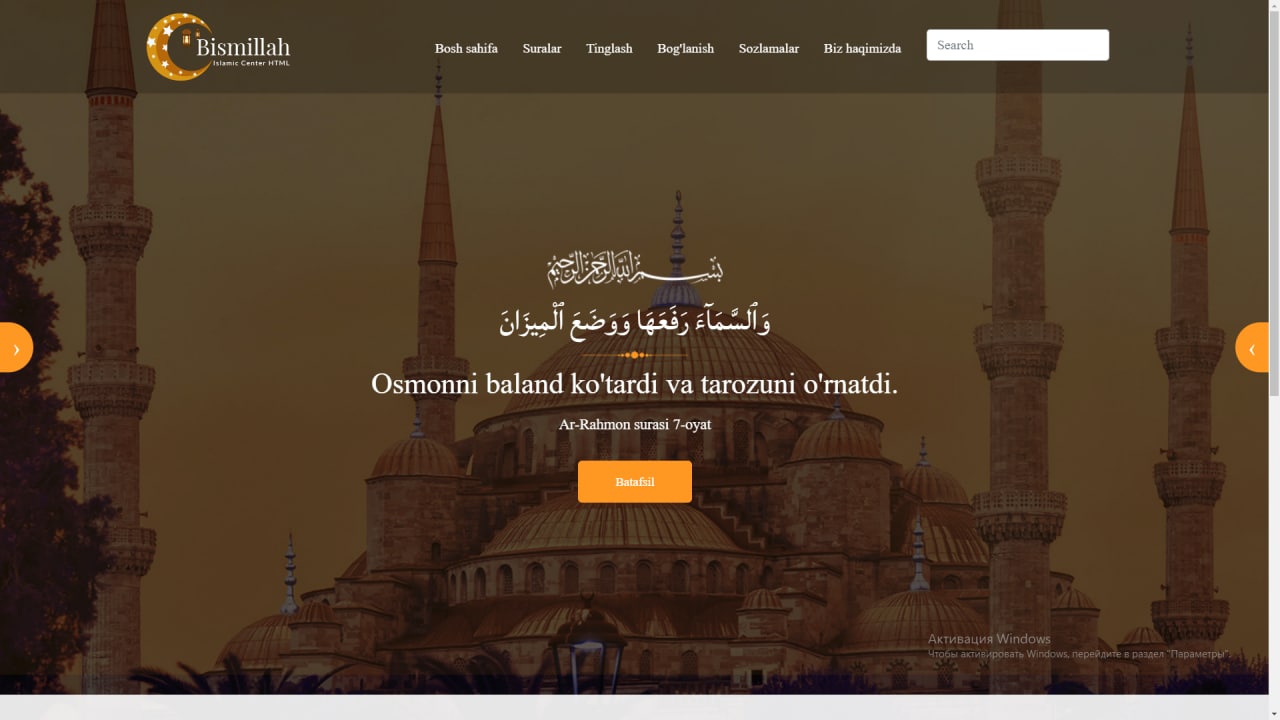 Bismillah
Islamic Center HTML
Bosh sahifa Suralar Tinglash Bog'lanish Sozlamalar Biz haqimizda Search
بسم الله الرحمن الرحيم
وَٱلسَّمَآءَ رَفَعَهَا وَوَضَعَ ٱلْمِيزَانَ
Osmonni baland ko'tardi va tarozuni o'rnatdi.
Ar-Rahmon surasi 7-oyat
Batafsil
Активация Windows
Чтобы активировать Windows, перейдите в раздел "Параметры".